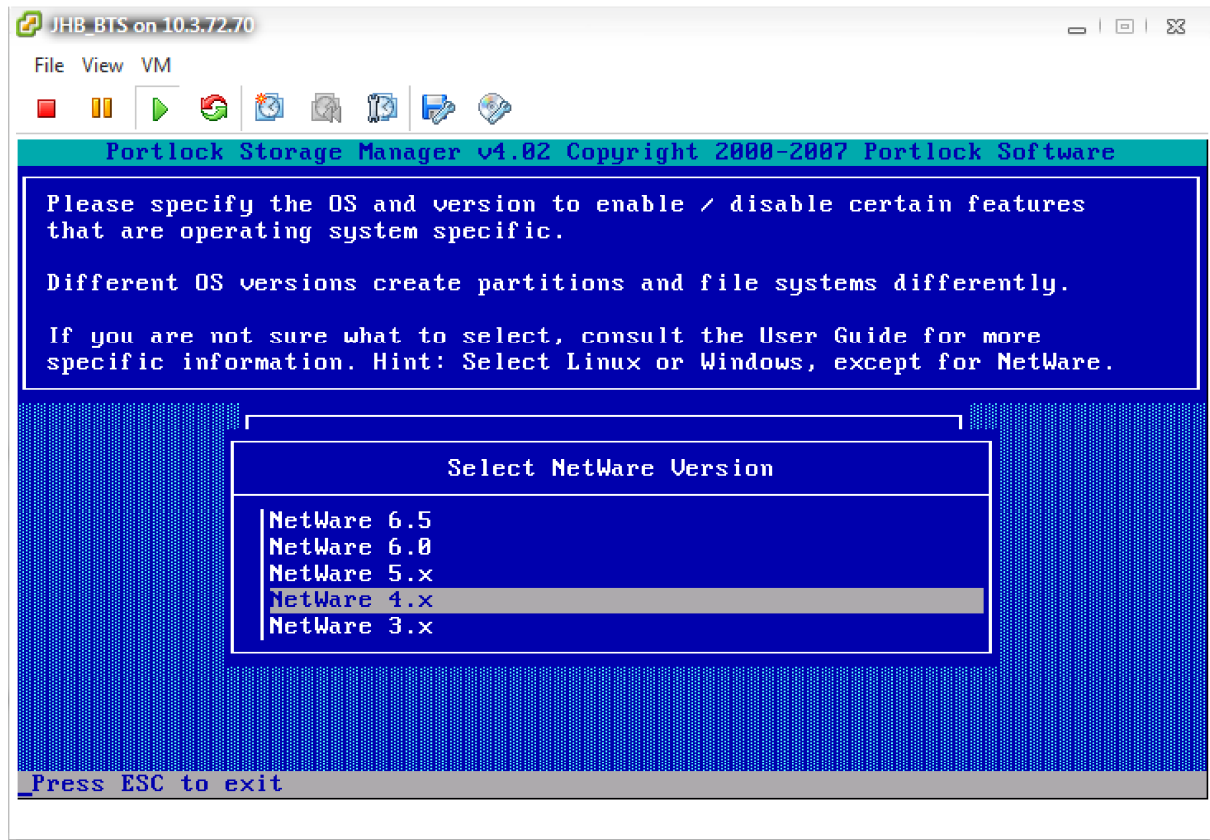 JHB_BTS on 10.3.72.70
File View VM
Portlock Storage Manager v4.02 Copyright 2000-2007 Portlock Software
Please specify the OS and version to enable / disable certain features
that are operating system specific.
Different OS versions create partitions and file systems differently.
If you are not sure what to select, consult the User Guide for more
specific information. Hint: Select Linux or Windows, except for NetWare.
Select NetWare Version
NetWare 6.5
NetWare 6.0
NetWare 5.x
NetWare 4.x
NetWare 3.x
Press ESC to exit